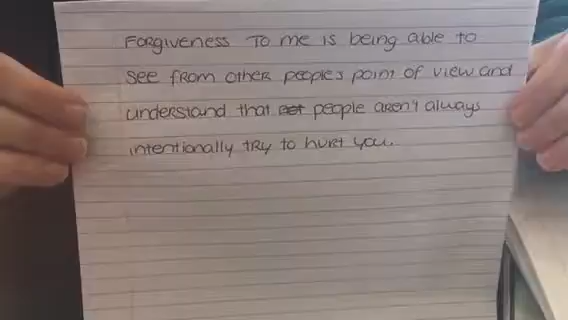 Forgiveness to me is being able to
see from other people's point of view and
understand that people aren't always
intentionally try to hurt you.